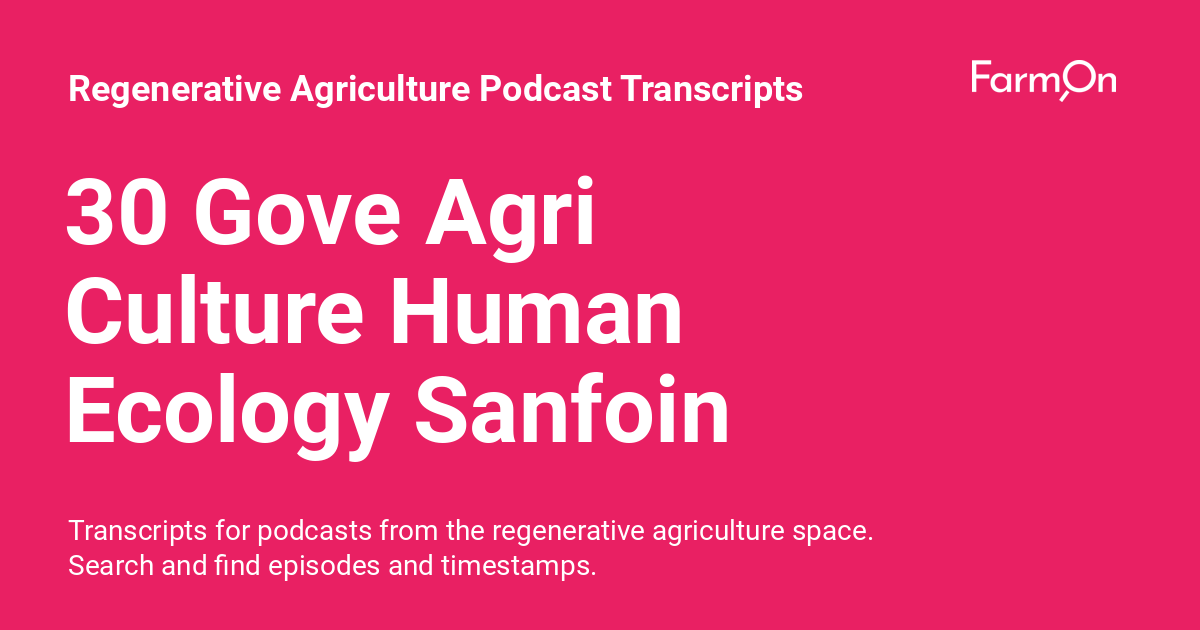 Regenerative Agriculture Podcast Transcripts
FarmOn
30 Gove Agri
Culture Human
Ecology Sanfoin
Transcripts for podcasts from the regenerative agriculture space.
Search and find episodes and timestamps.